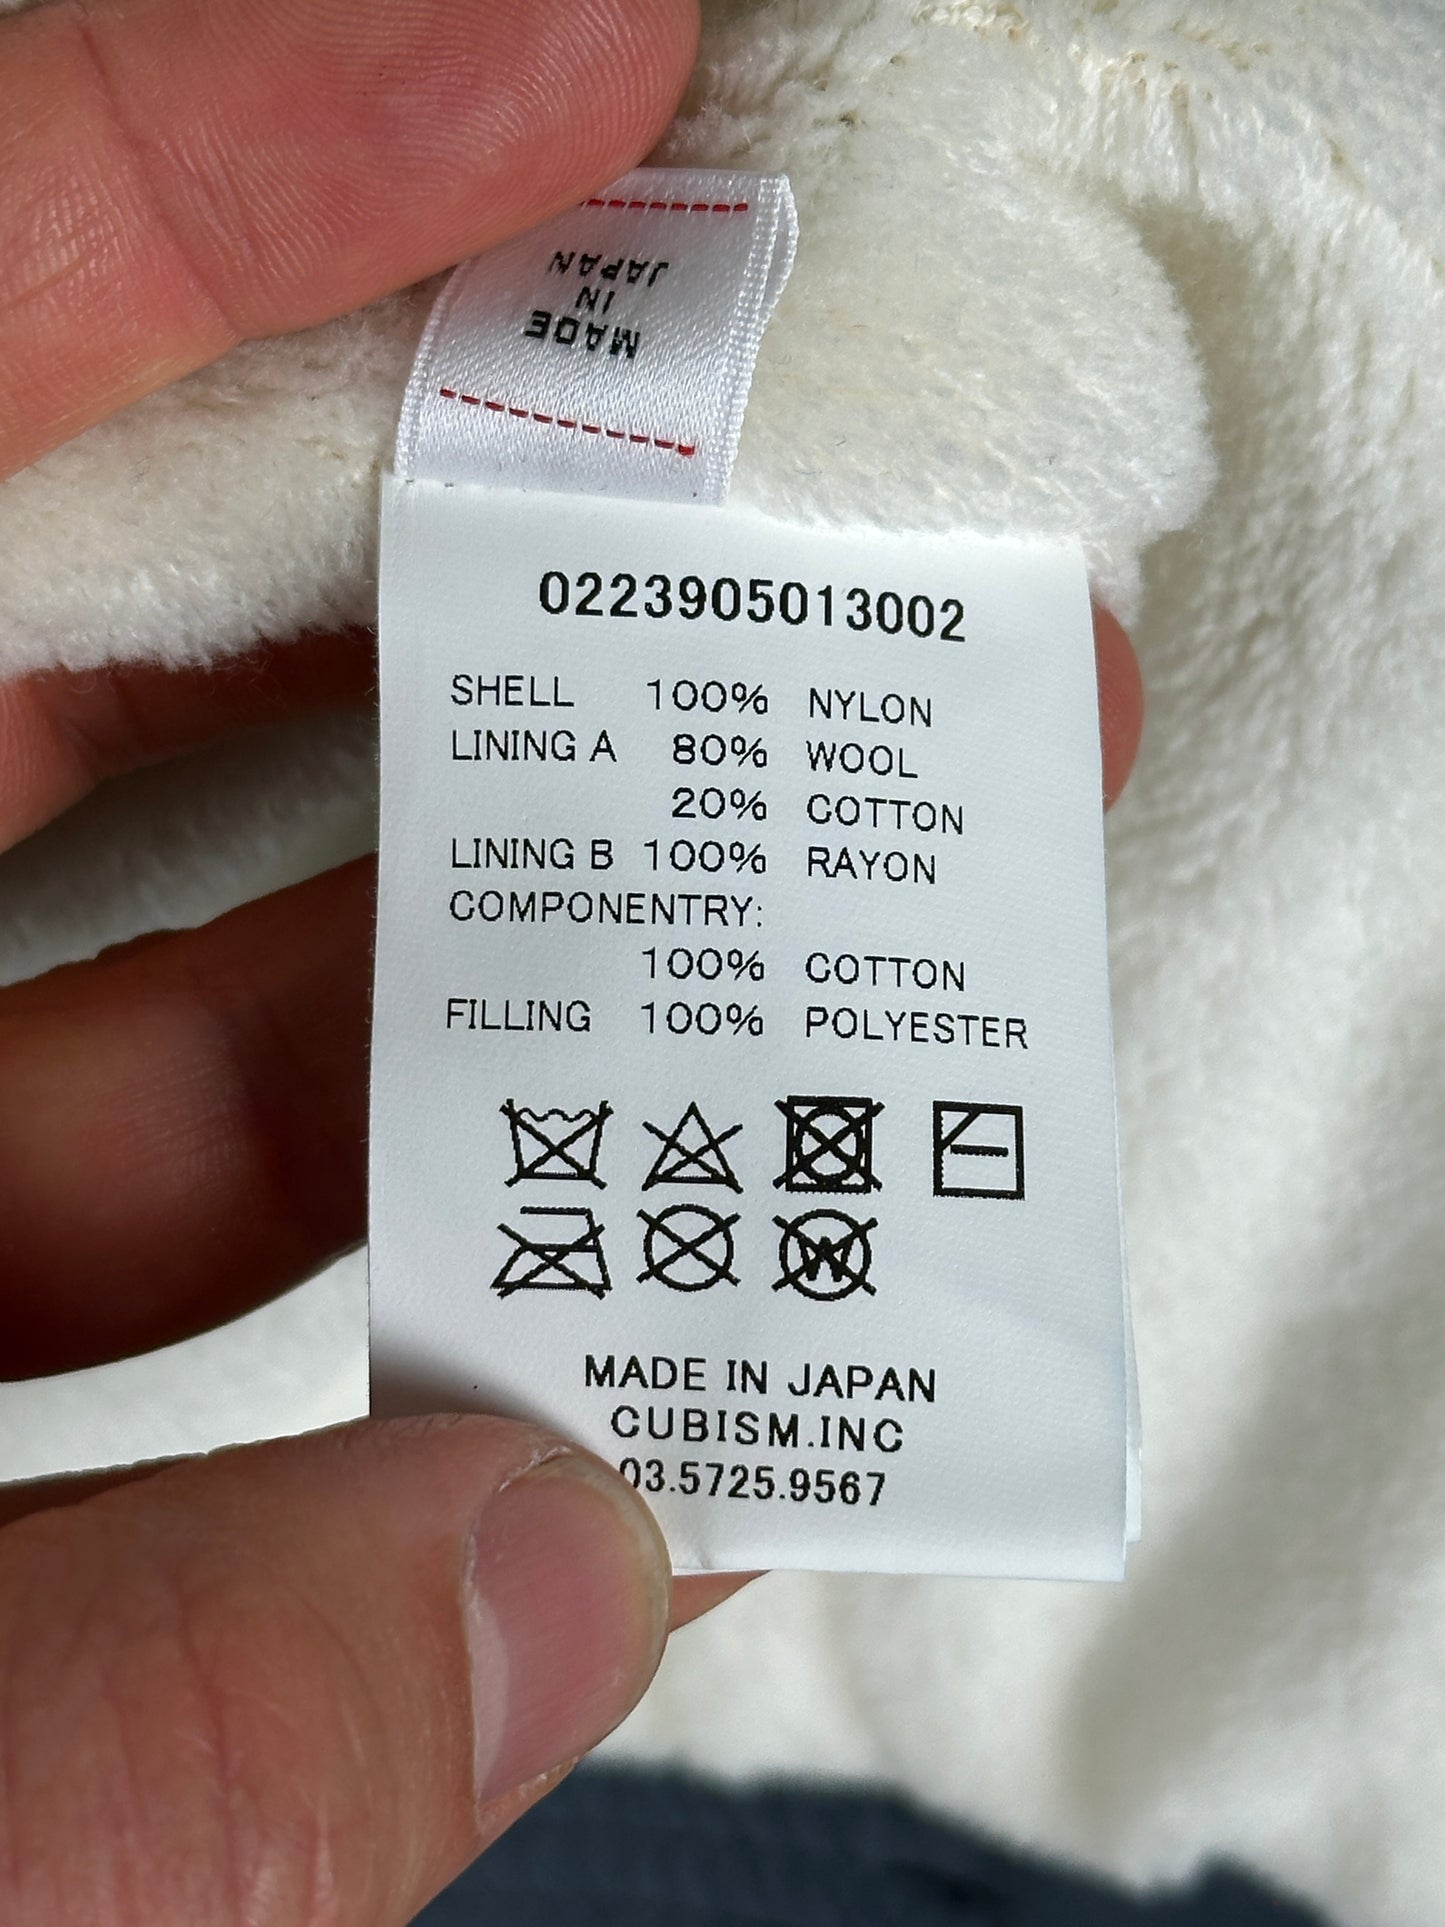 MADE
IN
JAPAN
0223905013002
SHELL 100% NYLON
LINING A 80% WOOL
20% COTTON
LINING B 100% RAYON
COMPONENTRY:
100% COTTON
FILLING 100% POLYESTER
W
MADE IN JAPAN
CUBISM.INC
03.5725.9567